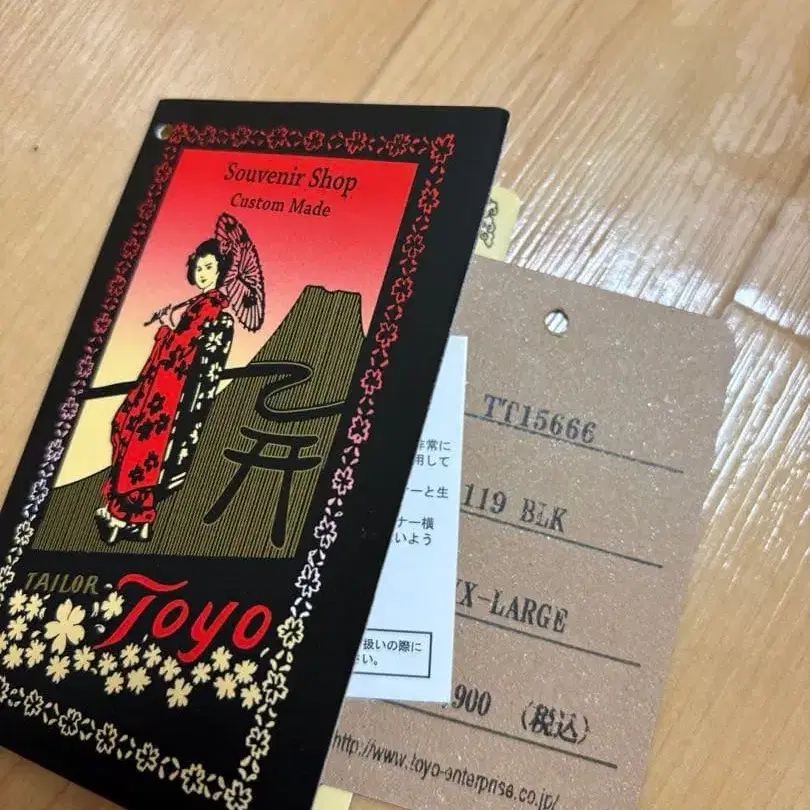 Souvenir Shop
Custom Made
TAILOR Toyo
非常に
用して
ーと生
ナー横
いよう
扱いの際に
さい。
TT15666
119 BLK
X-LARGE
,900 (税込)
http://www.toyo-enterprise.co.jp/